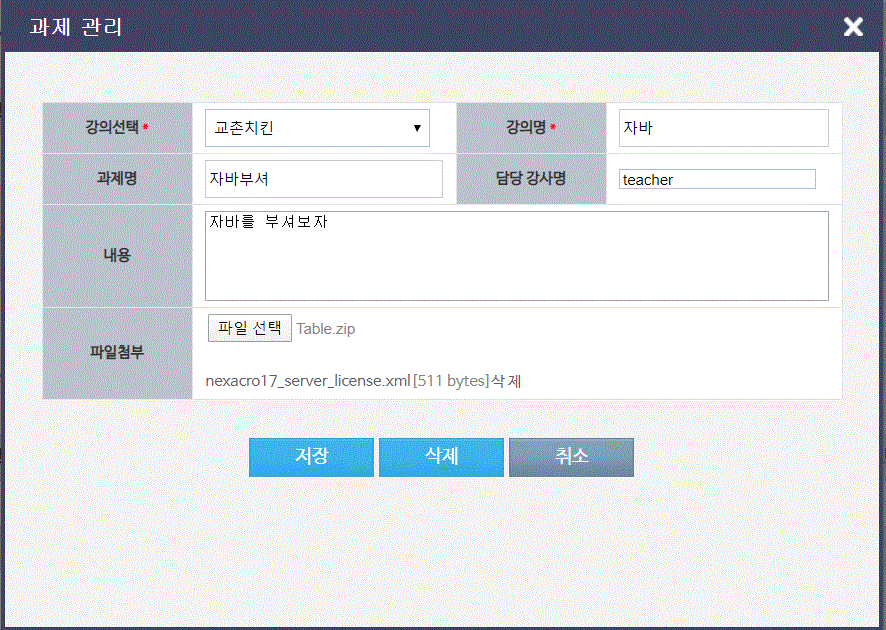 과제 관리
강의선택 * 교촌치킨 ▼ 강의명 * 자바
과제명 자바부셔 담당 강사명 teacher
내용 자바를 부셔보자
파일첨부 파일 선택 Table.zip
nexacro17_server_license.xml[511 bytes]삭제
저장 삭제 취소